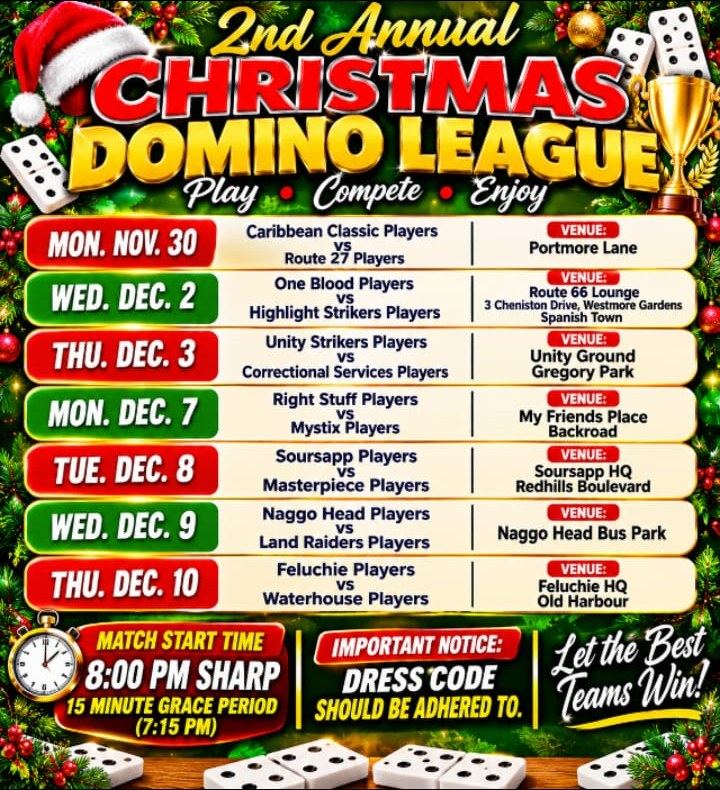 2nd Annual
CHRISTMAS
DOMINO LEAGUE
Play • Compete • Enjoy
MON. NOV. 30
Caribbean Classic Players
vs
Route 27 Players
VENUE:
Portmore Lane
WED. DEC. 2
One Blood Players
vs
Highlight Strikers Players
VENUE:
Route 66 Lounge
3 Cheniston Drive, Westmore Gardens
Spanish Town
THU. DEC. 3
Unity Strikers Players
vs
Correctional Services Players
VENUE:
Unity Ground
Gregory Park
MON. DEC. 7
Right Stuff Players
vs
Mystix Players
VENUE:
My Friends Place
Backroad
TUE. DEC. 8
Soursapp Players
vs
Masterpiece Players
VENUE:
Soursapp HQ
Redhills Boulevard
WED. DEC. 9
Naggo Head Players
vs
Land Raiders Players
VENUE:
Naggo Head Bus Park
THU. DEC. 10
Feluchie Players
vs
Waterhouse Players
VENUE:
Feluchie HQ
Old Harbour
MATCH START TIME
8:00 PM SHARP
15 MINUTE GRACE PERIOD
(7:15 PM)
IMPORTANT NOTICE:
DRESS CODE
SHOULD BE ADHERED TO.
Let the Best
Teams Win!